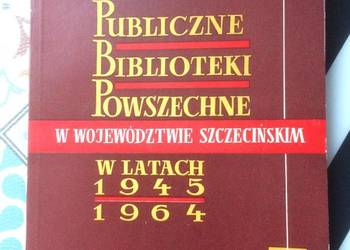 PUBLICZNE
BIBLIOTEKI
POWSZECHNE
W WOJEWÓDZTWIE SZCZECIŃSKIM
W LATACH
1945
1964